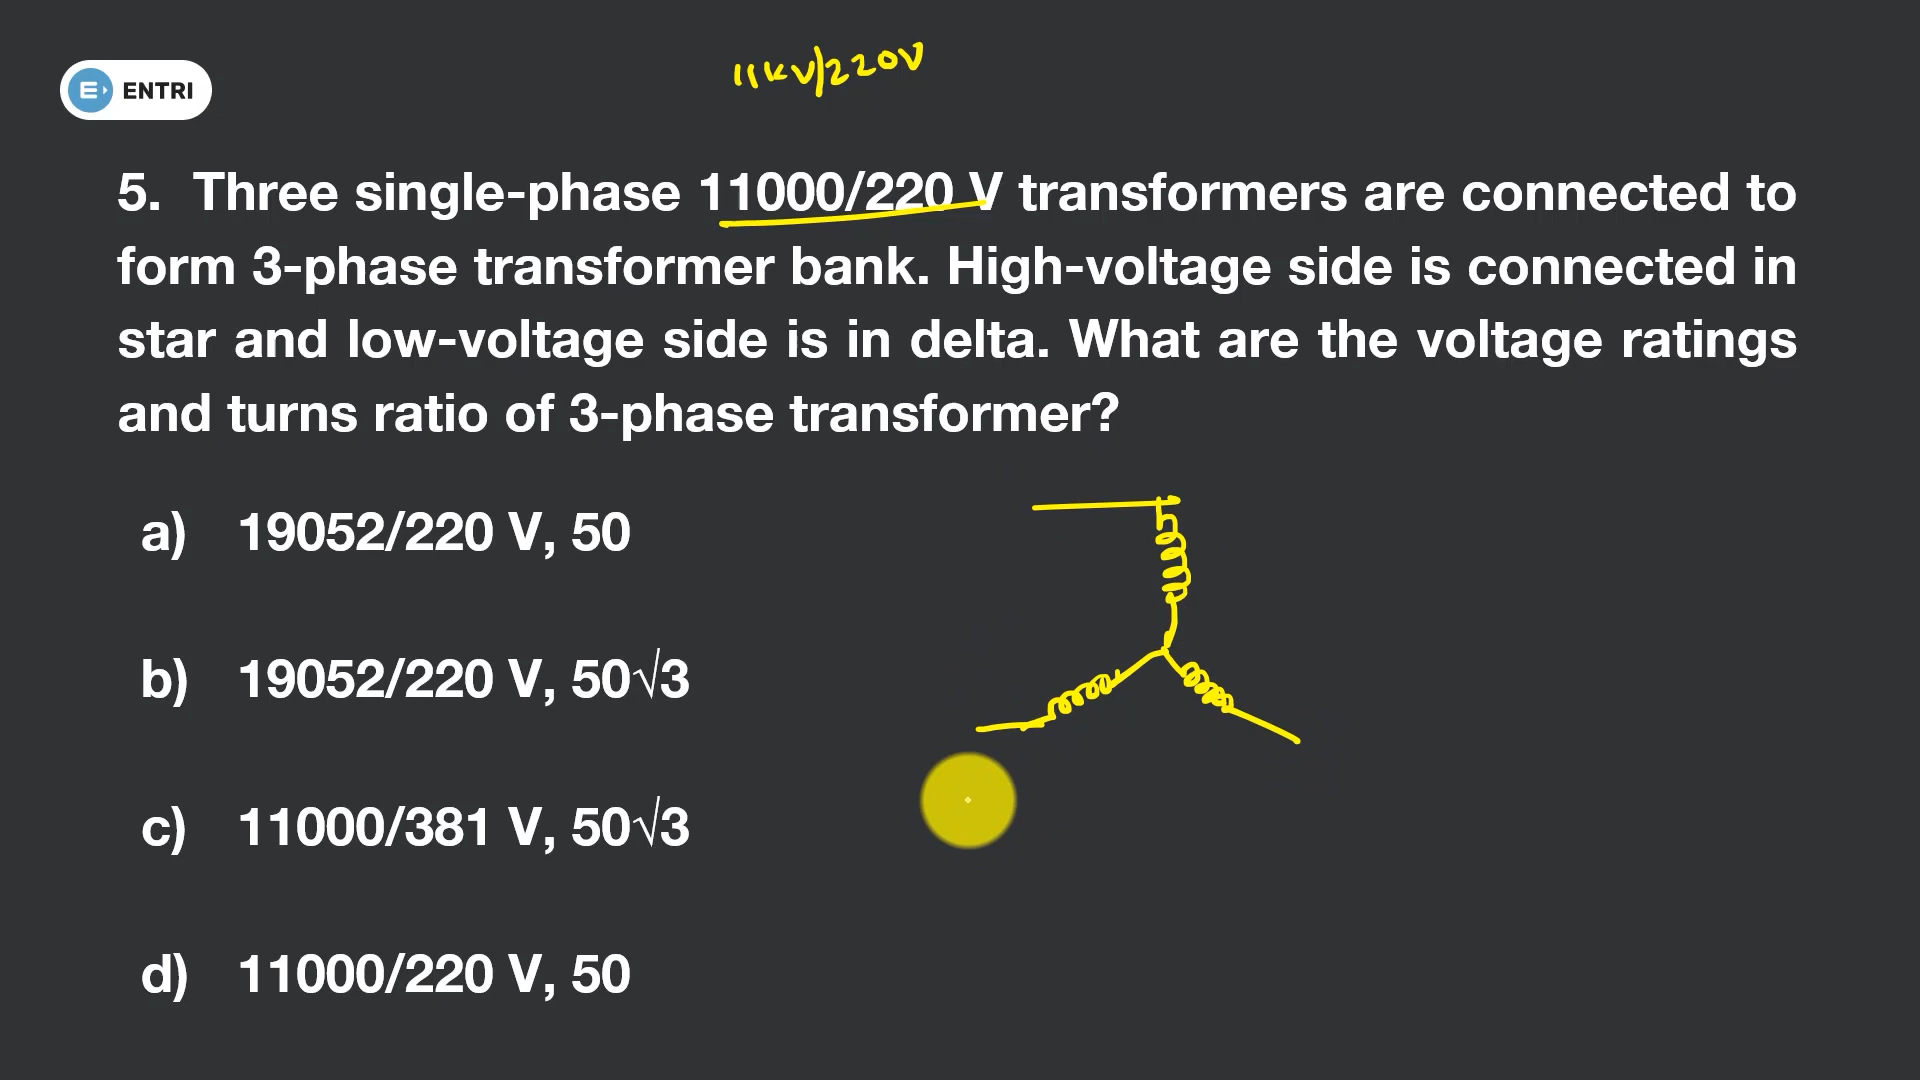 11kV/220V
E ENTRI
5. Three single-phase 11000/220 V transformers are connected to
form 3-phase transformer bank. High-voltage side is connected in
star and low-voltage side is in delta. What are the voltage ratings
and turns ratio of 3-phase transformer?
a) 19052/220 V, 50
b) 19052/220 V, 50√3
c) 11000/381 V, 50√3
d) 11000/220 V, 50